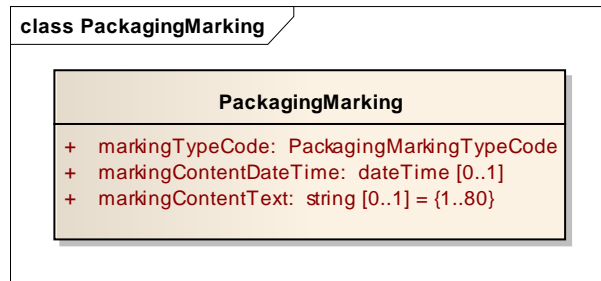 class PackagingMarking
PackagingMarking
+ markingTypeCode: PackagingMarkingTypeCode
+ markingContentDateTime: dateTime [0..1]
+ markingContentText: string [0..1] = {1..80}